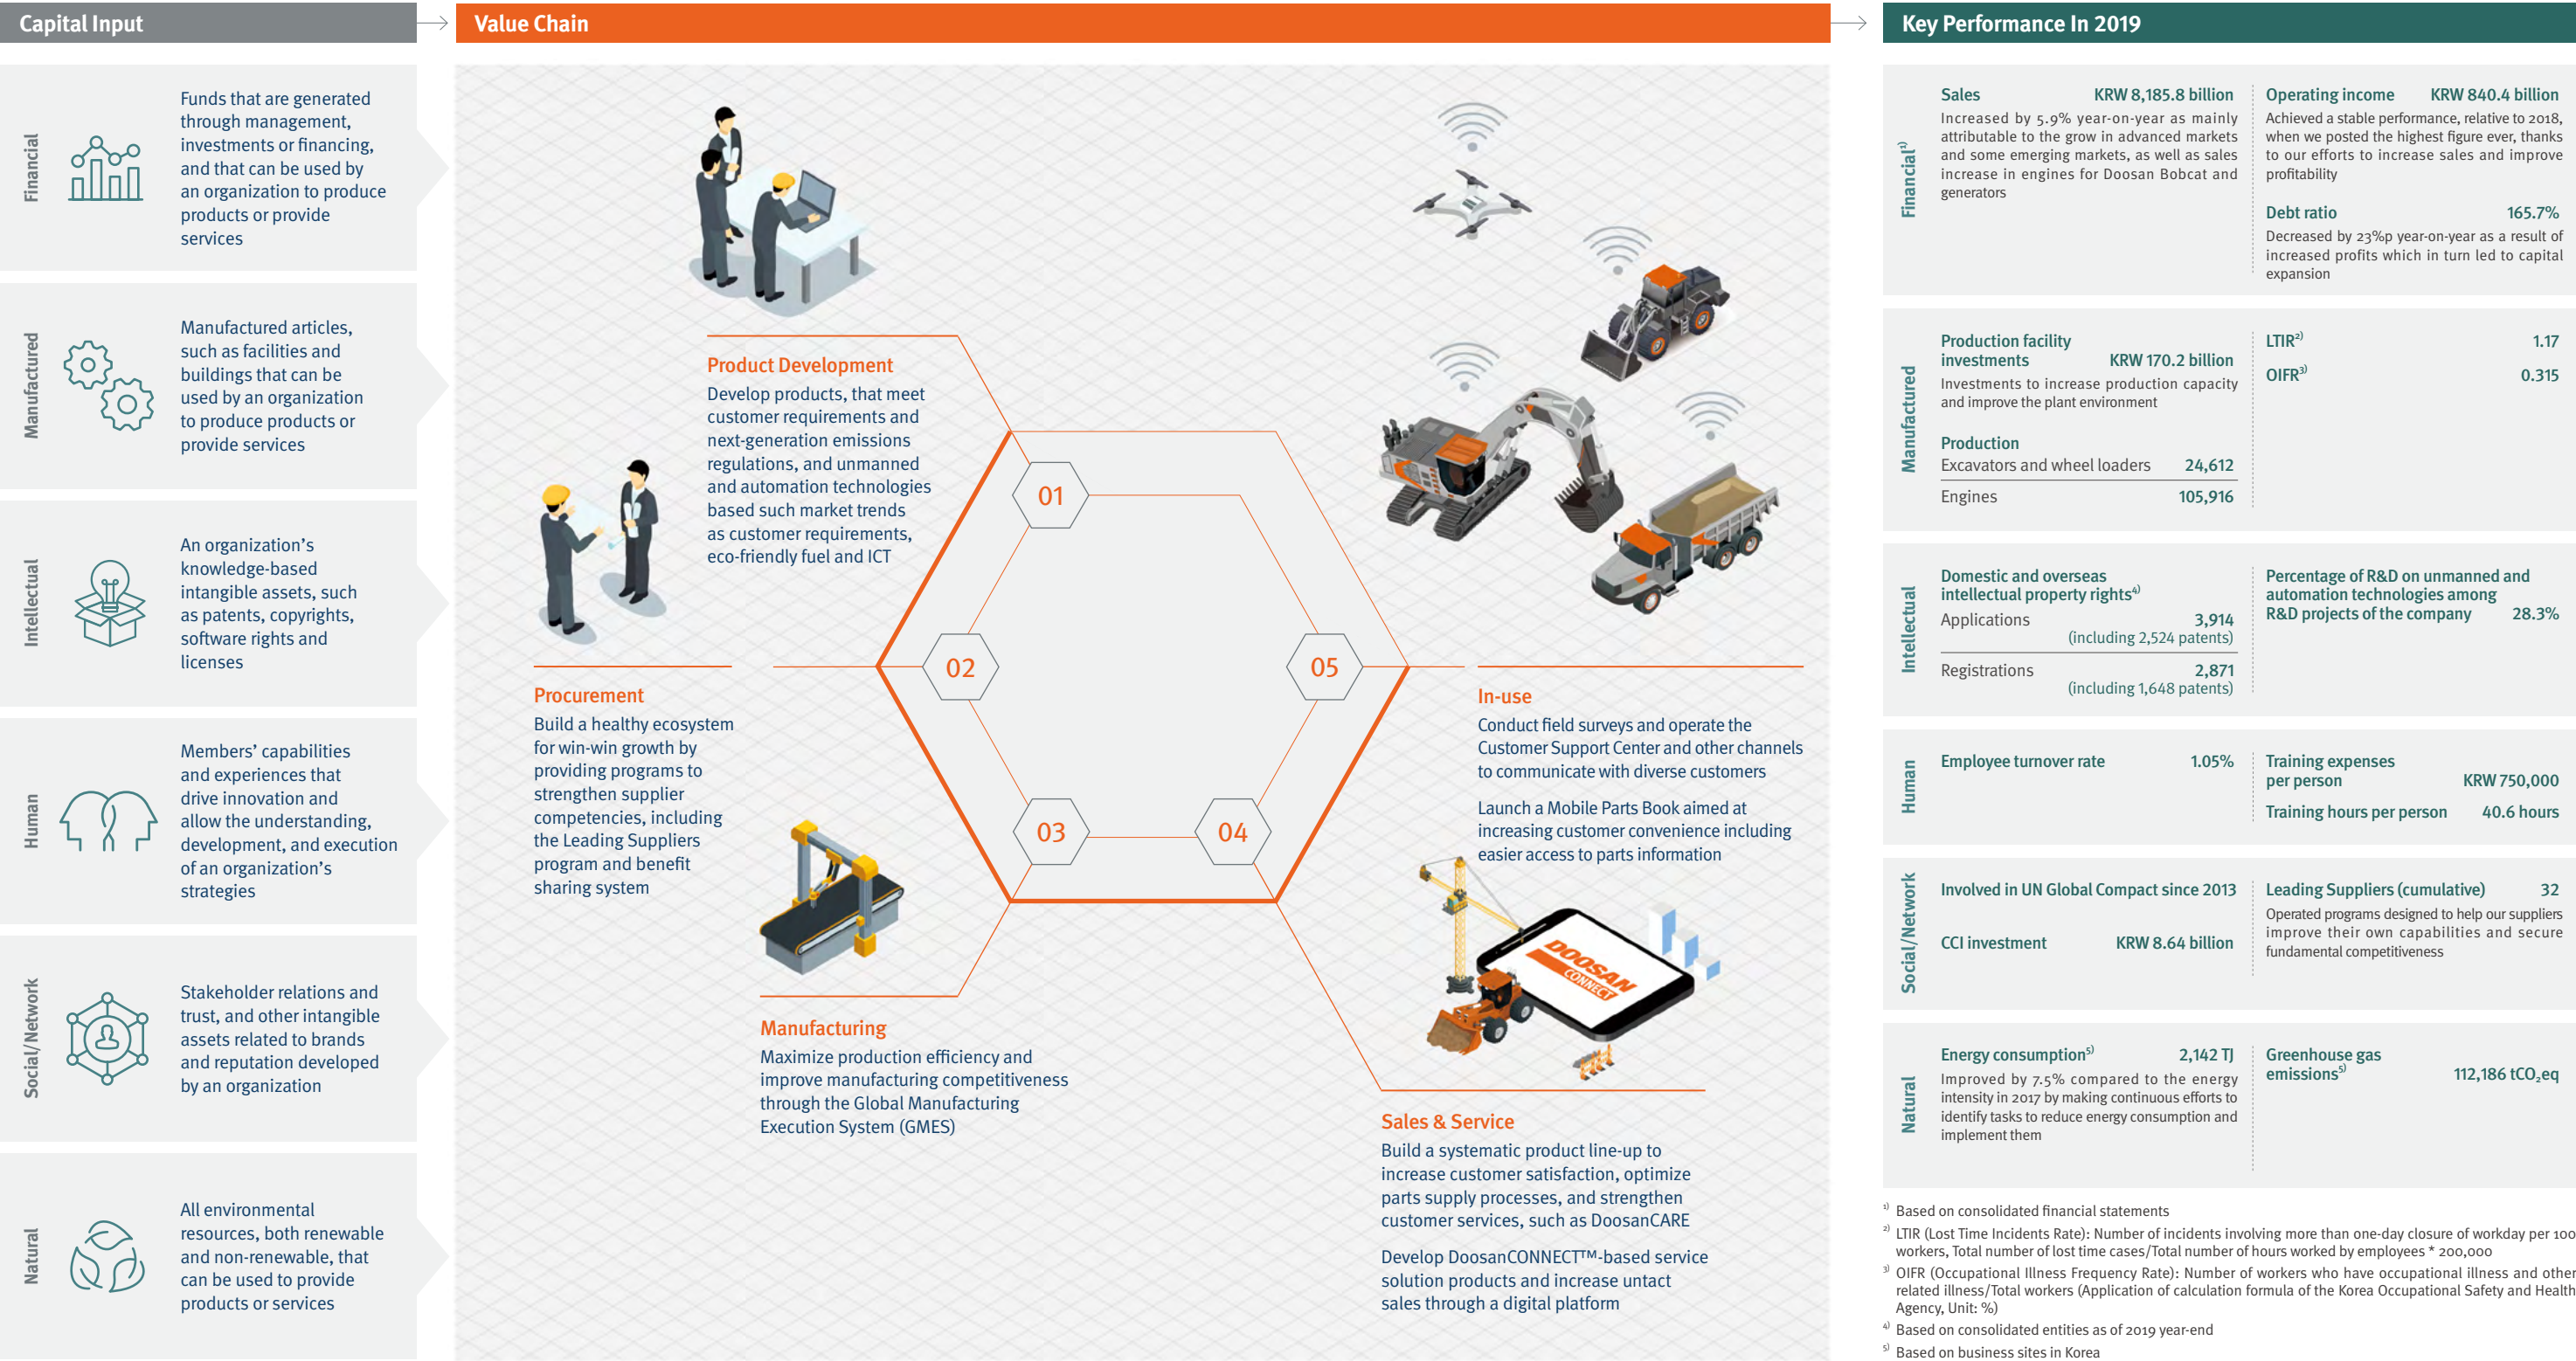 Capital Input
Value Chain
Key Performance In 2019
Financial
Funds that are generated
through management,
investments or financing,
and that can be used by
an organization to produce
products or provide
services
Manufactured
Manufactured articles,
such as facilities and
buildings that can be
used by an organization
to produce products or
provide services
Intellectual
An organization's
knowledge-based
intangible assets, such
as patents, copyrights,
software rights and
licenses
Human
Members' capabilities
and experiences that
drive innovation and
allow the understanding,
development, and execution
of an organization's
strategies
Social/Network
Stakeholder relations and
trust, and other intangible
assets related to brands
and reputation developed
by an organization
Natural
All environmental
resources, both renewable
and non-renewable, that
can be used to provide
products or services
01
Product Development
Develop products, that meet
customer requirements and
next-generation emissions
regulations, and unmanned
and automation technologies
based such market trends
as customer requirements,
eco-friendly fuel and ICT
02
Procurement
Build a healthy ecosystem
for win-win growth by
providing programs to
strengthen supplier
competencies, including
the Leading Suppliers
program and benefit
sharing system
03
Manufacturing
Maximize production efficiency and
improve manufacturing competitiveness
through the Global Manufacturing
Execution System (GMES)
04
DOOSAN
CONNECT
Sales & Service
Build a systematic product line-up to
increase customer satisfaction, optimize
parts supply processes, and strengthen
customer services, such as DoosanCARE
Develop DoosanCONNECT™-based service
solution products and increase untact
sales through a digital platform
05
In-use
Conduct field surveys and operate the
Customer Support Center and other channels
to communicate with diverse customers
Launch a Mobile Parts Book aimed at
increasing customer convenience including
easier access to parts information
Financial1)
Sales KRW 8,185.8 billion
Increased by 5.9% year-on-year as mainly
attributable to the grow in advanced markets
and some emerging markets, as well as sales
increase in engines for Doosan Bobcat and
generators
Operating income KRW 840.4 billion
Achieved a stable performance, relative to 2018,
when we posted the highest figure ever, thanks
to our efforts to increase sales and improve
profitability
Debt ratio 165.7%
Decreased by 23%p year-on-year as a result of
increased profits which in turn led to capital
expansion
Manufactured
Production facility
investments KRW 170.2 billion
Investments to increase production capacity
and improve the plant environment
Production
Excavators and wheel loaders 24,612
Engines 105,916
LTIR2) 1.17
OIFR3) 0.315
Intellectual
Domestic and overseas
intellectual property rights4)
Applications 3,914
(including 2,524 patents)
Registrations 2,871
(including 1,648 patents)
Percentage of R&D on unmanned and
automation technologies among
R&D projects of the company 28.3%
Human
Employee turnover rate 1.05%
Training expenses
per person KRW 750,000
Training hours per person 40.6 hours
Social/Network
Involved in UN Global Compact since 2013
CCI investment KRW 8.64 billion
Leading Suppliers (cumulative) 32
Operated programs designed to help our suppliers
improve their own capabilities and secure
fundamental competitiveness
Natural
Energy consumption5) 2,142 TJ
Improved by 7.5% compared to the energy
intensity in 2017 by making continuous efforts to
identify tasks to reduce energy consumption and
implement them
Greenhouse gas
emissions5) 112,186 tCO₂eq
1) Based on consolidated financial statements
2) LTIR (Lost Time Incidents Rate): Number of incidents involving more than one-day closure of workday per 100
workers, Total number of lost time cases/Total number of hours worked by employees * 200,000
3) OIFR (Occupational Illness Frequency Rate): Number of workers who have occupational illness and other
related illness/Total workers (Application of calculation formula of the Korea Occupational Safety and Health
Agency, Unit: %)
4) Based on consolidated entities as of 2019 year-end
5) Based on business sites in Korea